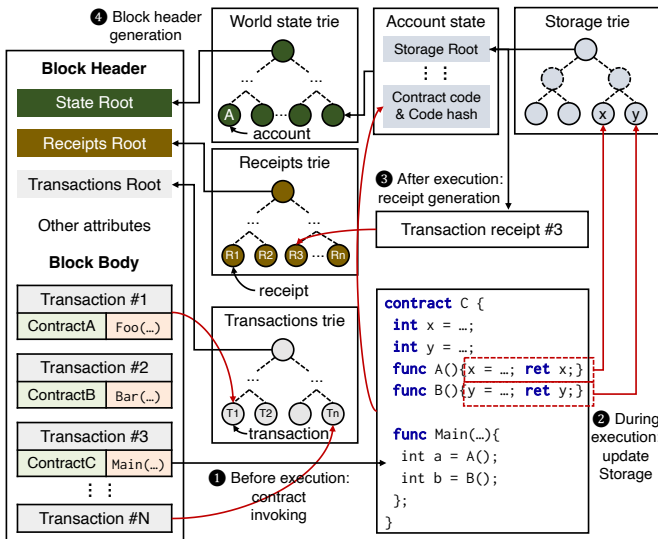 ❹ Block header
generation
World state trie
Account state
Storage trie
Block Header
State Root
Receipts Root
Transactions Root
Other attributes
Block Body
Transaction #1
ContractA
Foo(…)
Transaction #2
ContractB
Bar(…)
Transaction #3
ContractC
Main(…)
Transaction #N
...
...
A
account
Storage Root
Contract code
& Code hash
x
y
Receipts trie
...
...
R1
R2
R3
Rn
receipt
❸ After execution:
receipt generation
Transaction receipt #3
Transactions trie
...
...
T1
T2
Tn
transaction
❶ Before execution:
contract
invoking
contract C {
int x = …;
int y = …;
func A(){x = …; ret x;}
func B(){y = …; ret y;}
func Main(…){
int a = A();
int b = B();
};
}
❷ During
execution:
update
Storage